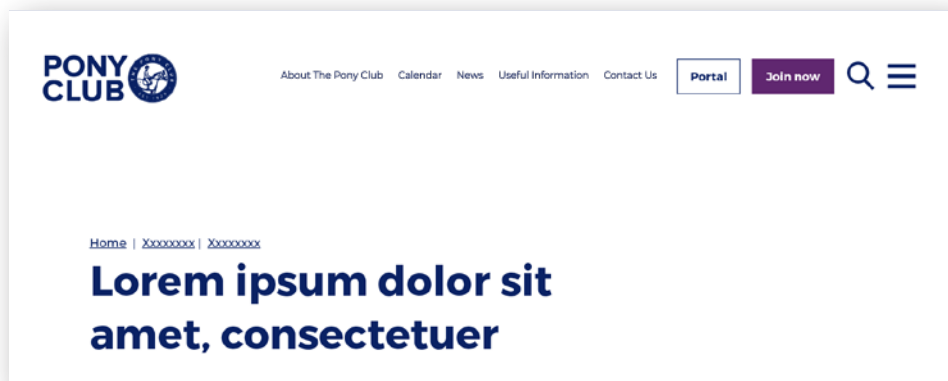 PONY
CLUB
About The Pony Club Calendar News Useful Information Contact Us Portal Join now
Home | Xxxxxxxx | Xxxxxxxx
Lorem ipsum dolor sit
amet, consectetuer